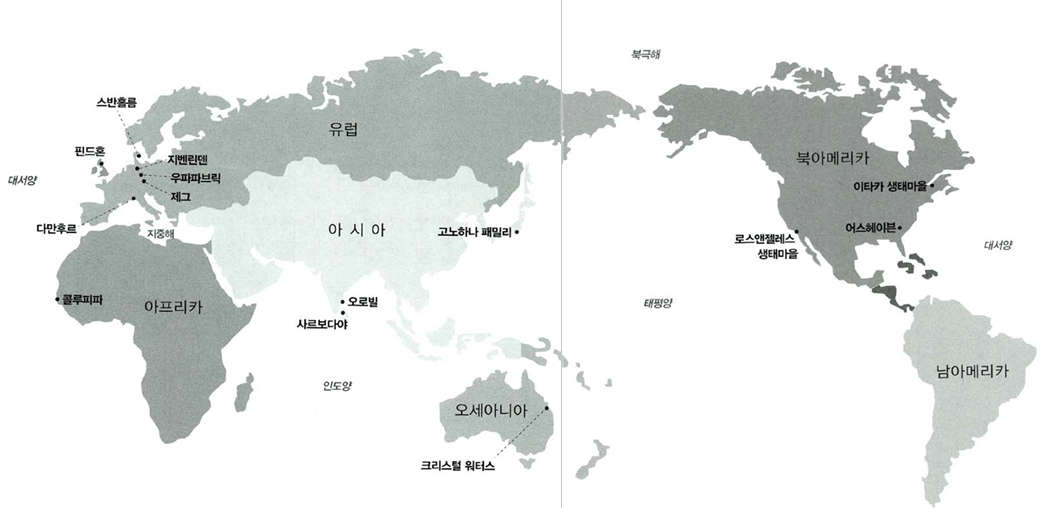 북극해
스반홀름
유럽
핀드혼
지벤린덴
북아메리카
대서양
우파파브릭
이타카 생태마을
제그
다만후르
지중해
아시아
고노하나 패밀리
어스헤이븐
로스앤젤레스
생태마을
대서양
콜루피파
아프리카
오로빌
태평양
사르보다야
남아메리카
인도양
오세아니아
크리스털 워터스